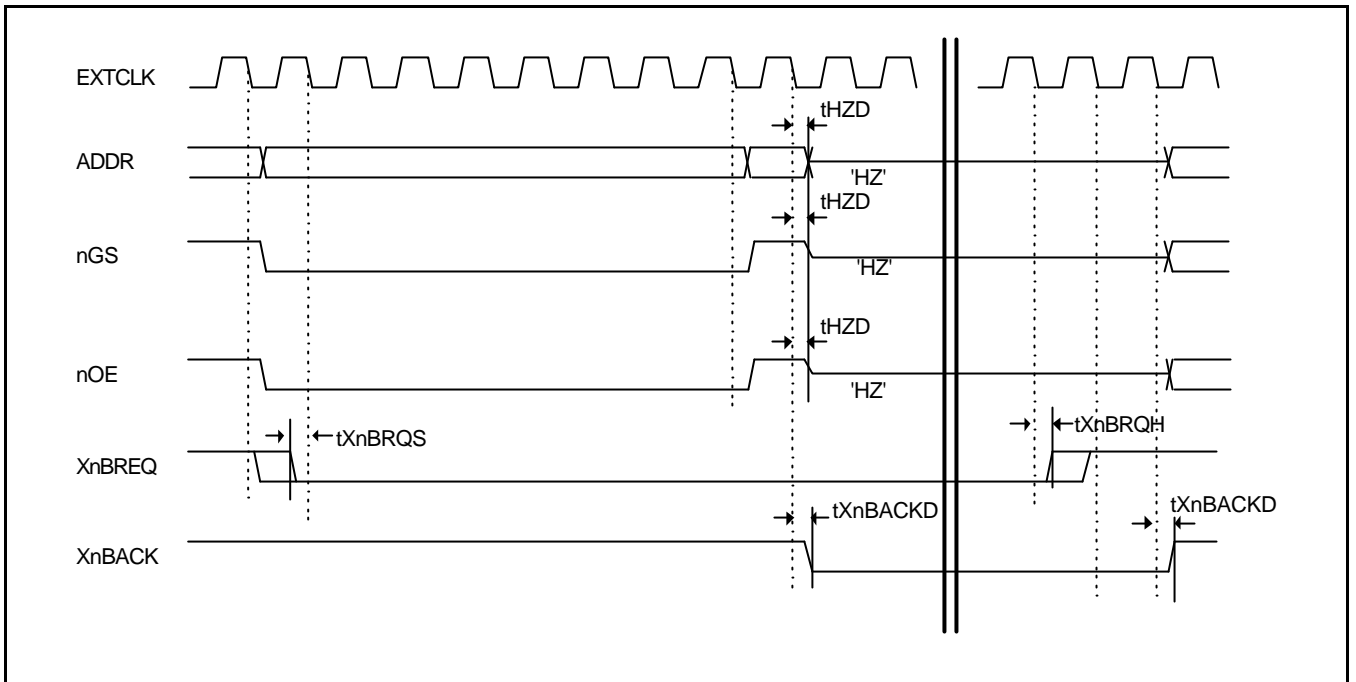 EXTCLK
tHZD
ADDR
'HZ'
tHZD
nGS
'HZ'
tHZD
nOE
'HZ'
tXnBRQS
tXnBRQH
XnBREQ
tXnBACKD
tXnBACKD
XnBACK